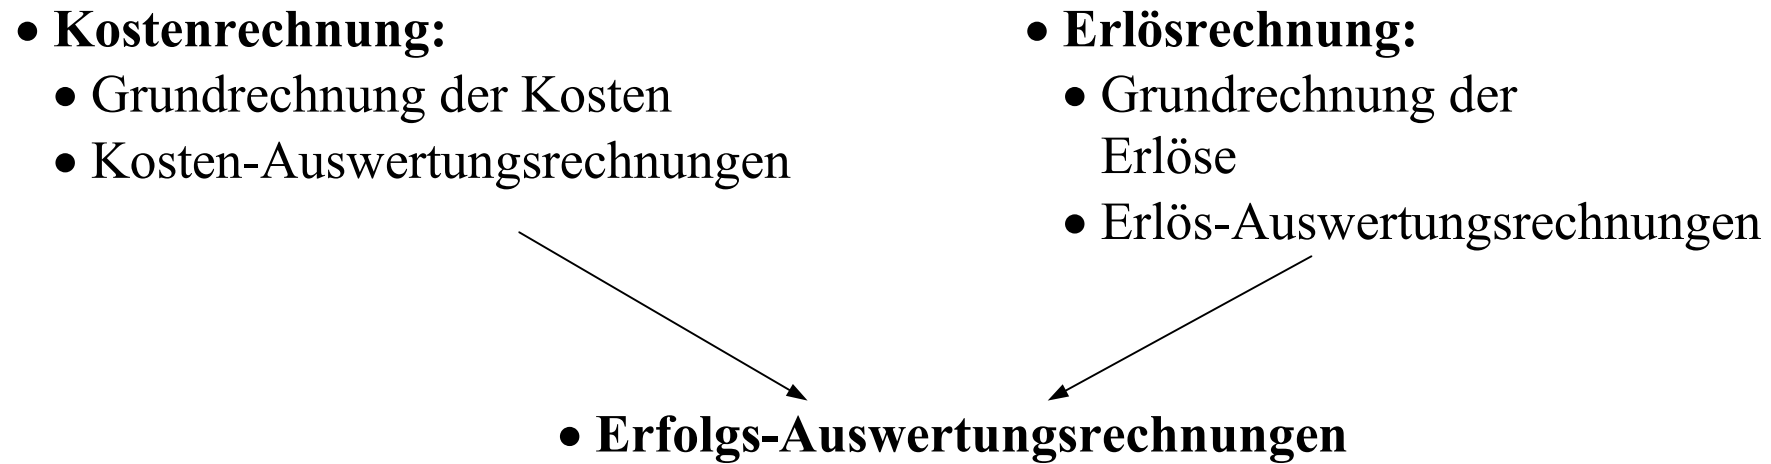 • Kostenrechnung:
• Grundrechnung der Kosten
• Kosten-Auswertungsrechnungen
• Erlösrechnung:
• Grundrechnung der
Erlöse
• Erlös-Auswertungsrechnungen
• Erfolgs-Auswertungsrechnungen